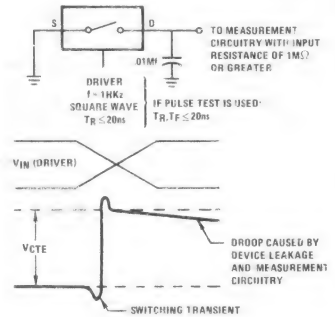 S D
TO MEASUREMENT
CIRCUITRY WITH INPUT
RESISTANCE OF 1MΩ
OR GREATER
.01MF
DRIVER
f = 1HKz
SQUARE WAVE
TR ≤ 20ns
IF PULSE TEST IS USED:
TR, TF ≤ 20ns
VIN (DRIVER)
VCTE
DROOP CAUSED BY
DEVICE LEAKAGE
AND MEASUREMENT
CIRCUITRY
SWITCHING TRANSIENT